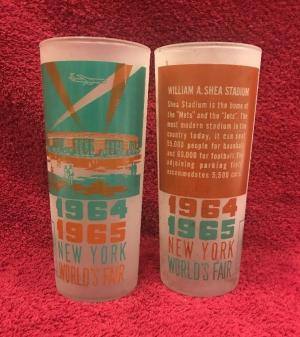 1964
1965
NEW YORK
WORLD'S FAIR
WILLIAM A. SHEA STADIUM
Shea Stadium is the home of
the "Mets" and the "Jets". The
most modern stadium in the
country today, it can seat
55,000 people for baseball
and 60,000 for football. The
adjoining parking field
accommodates 5,500 cars.
1964
1965
NEW YORK
WORLD'S FAIR